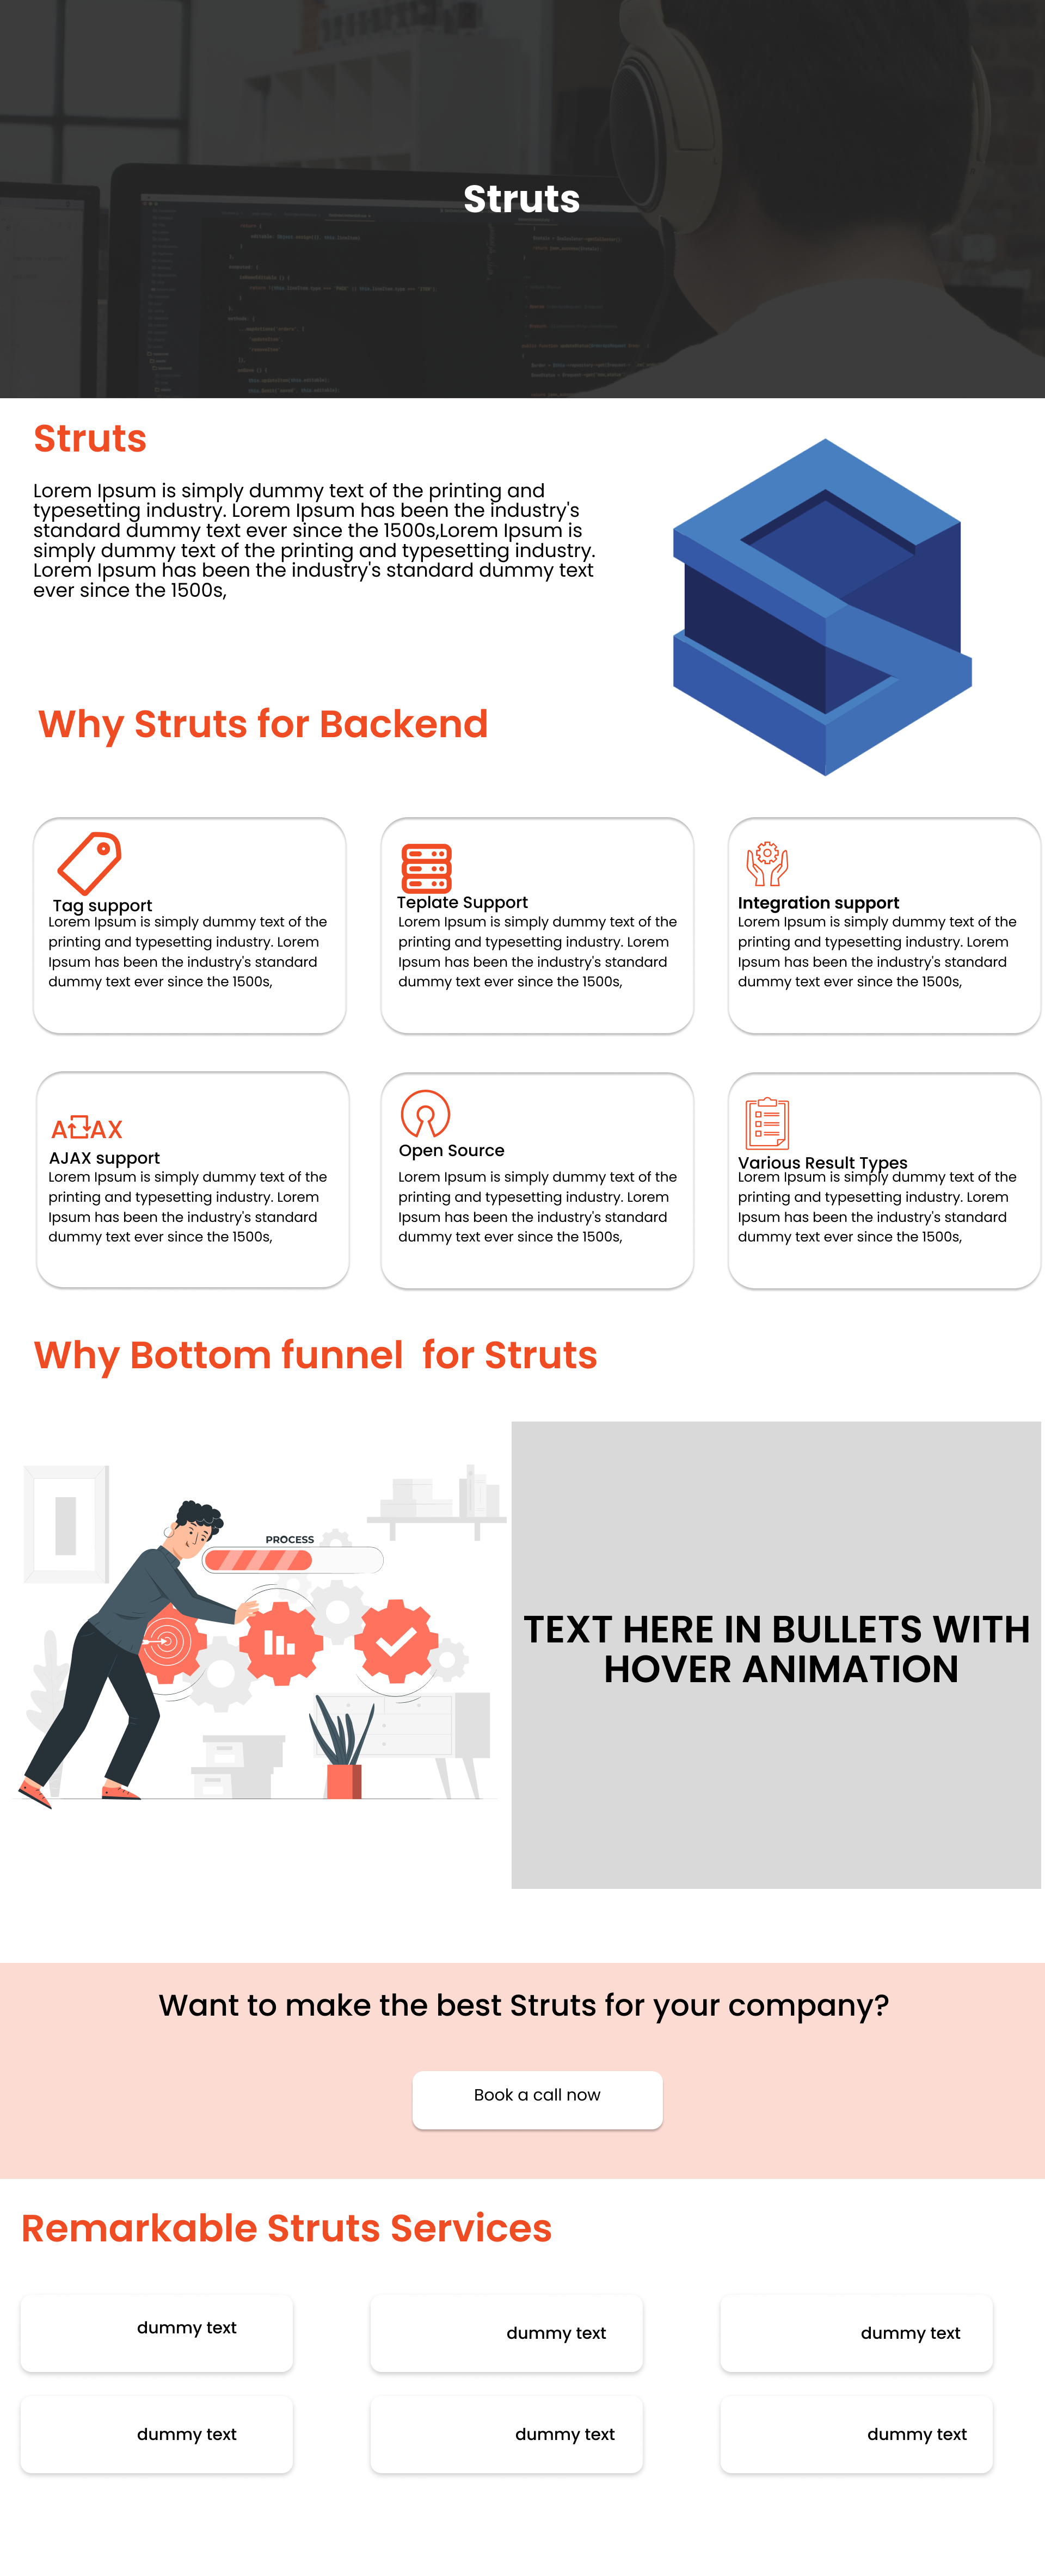 Struts
Struts
Lorem Ipsum is simply dummy text of the printing and
typesetting industry. Lorem Ipsum has been the industry's
standard dummy text ever since the 1500s,Lorem Ipsum is
simply dummy text of the printing and typesetting industry.
Lorem Ipsum has been the industry's standard dummy text
ever since the 1500s,
Why Struts for Backend
Tag support
Lorem Ipsum is simply dummy text of the
printing and typesetting industry. Lorem
Ipsum has been the industry's standard
dummy text ever since the 1500s,
Teplate Support
Lorem Ipsum is simply dummy text of the
printing and typesetting industry. Lorem
Ipsum has been the industry's standard
dummy text ever since the 1500s,
Integration support
Lorem Ipsum is simply dummy text of the
printing and typesetting industry. Lorem
Ipsum has been the industry's standard
dummy text ever since the 1500s,
AJAX
AJAX support
Lorem Ipsum is simply dummy text of the
printing and typesetting industry. Lorem
Ipsum has been the industry's standard
dummy text ever since the 1500s,
Open Source
Lorem Ipsum is simply dummy text of the
printing and typesetting industry. Lorem
Ipsum has been the industry's standard
dummy text ever since the 1500s,
Various Result Types
Lorem Ipsum is simply dummy text of the
printing and typesetting industry. Lorem
Ipsum has been the industry's standard
dummy text ever since the 1500s,
Why Bottom funnel  for Struts
PROCESS
TEXT HERE IN BULLETS WITH
HOVER ANIMATION
Want to make the best Struts for your company?
Book a call now
Remarkable Struts Services
dummy text
dummy text
dummy text
dummy text
dummy text
dummy text